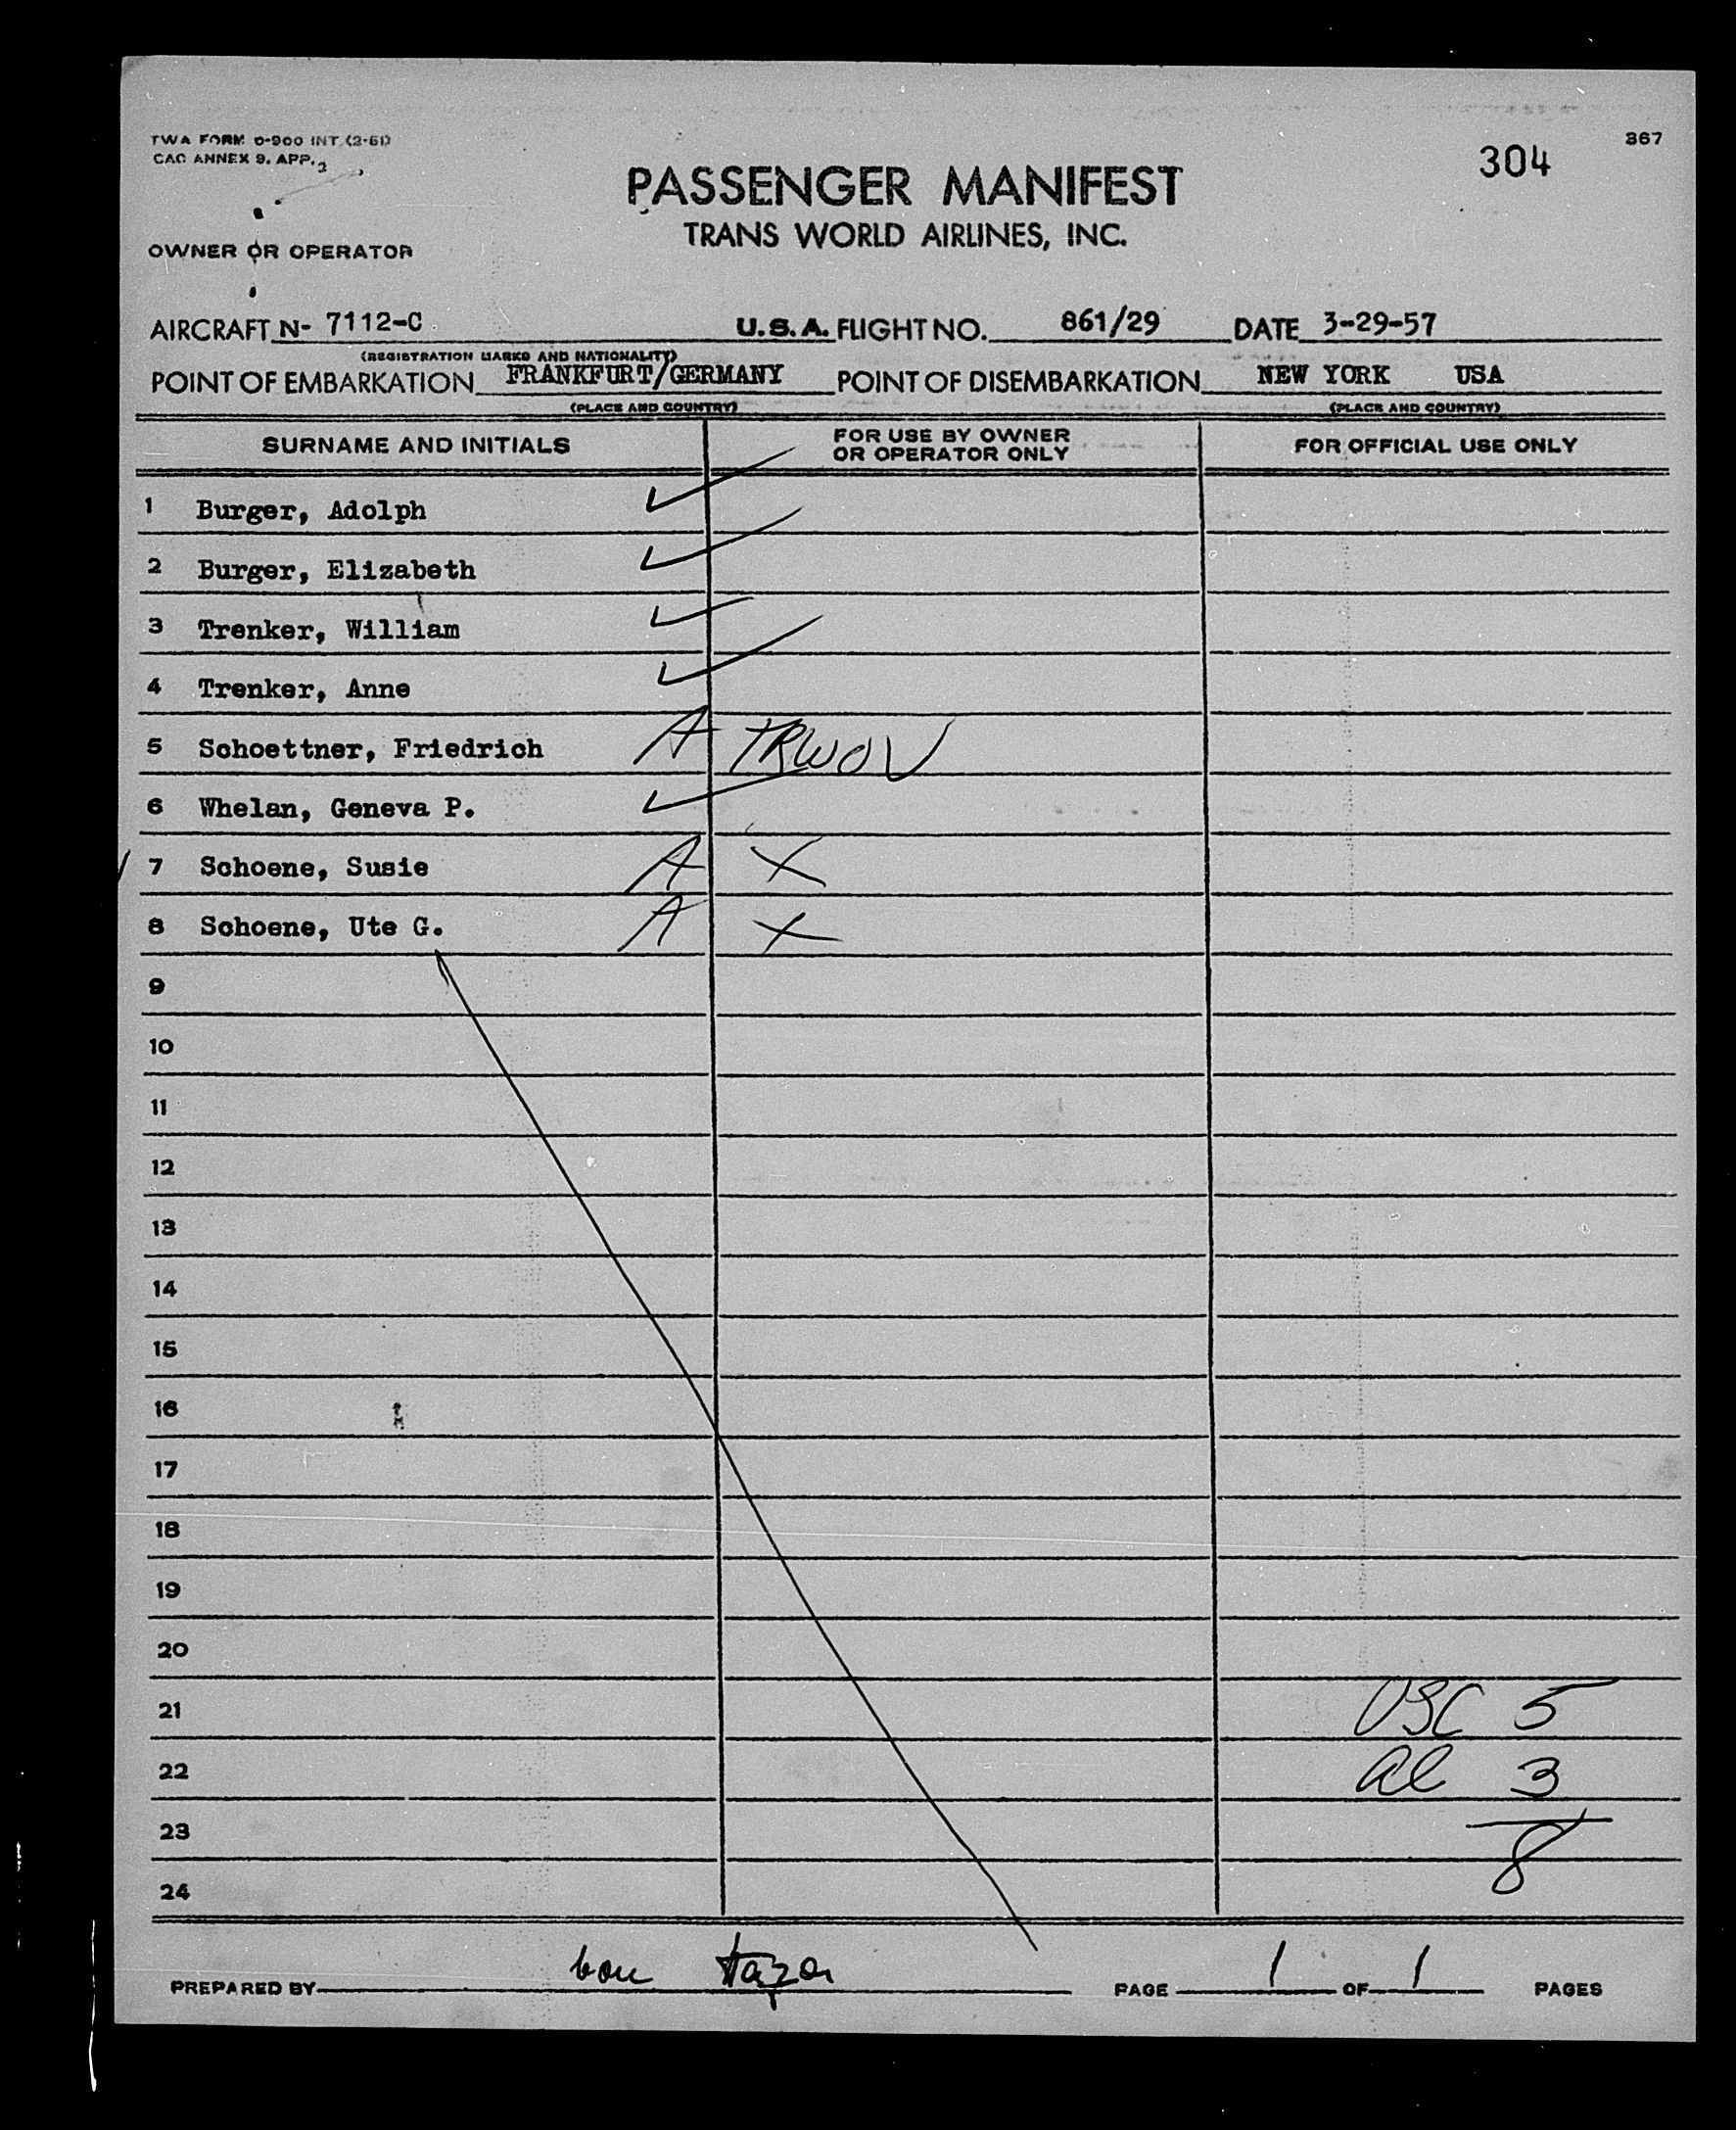 TWA FORM 0-900 INT. (2-51)
367
CAO ANNEX 9. APP. 3
304
PASSENGER MANIFEST
TRANS WORLD AIRLINES, INC.
OWNER OR OPERATOR
AIRCRAFT N- 7112-C U.S.A. FLIGHT NO. 861/29 DATE 3-29-57
(REGISTRATION MARKS AND NATIONALITY)
POINT OF EMBARKATION FRANKFURT/GERMANY POINT OF DISEMBARKATION NEW YORK USA
(PLACE AND COUNTRY) (PLACE AND COUNTRY)
SURNAME AND INITIALS FOR USE BY OWNER OR OPERATOR ONLY FOR OFFICIAL USE ONLY
1 Burger, Adolph ✓
2 Burger, Elizabeth ✓
3 Trenker, William ✓
4 Trenker, Anne ✓
5 Schoettner, Friedrich A TRWOV
6 Whelan, Geneva P. ✓
7 Schoene, Susie A X
8 Schoene, Ute G. A X
9
10
11
12
13
14
15
16
17
18
19
20
21 USC 5
22 al 3
23 8
24
PREPARED BY PAGE 1 OF 1 PAGES